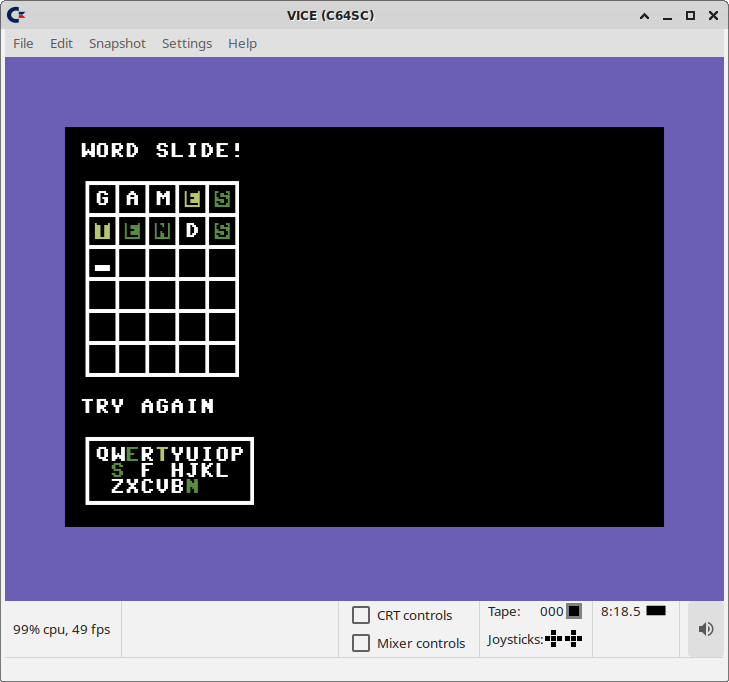 VICE (C64SC)
File Edit Snapshot Settings Help
WORD SLIDE!
G A M E S
T E N D S
TRY AGAIN
QWERTYUIOP
S F HJKL
ZXCVBN
99% cpu, 49 fps
CRT controls
Mixer controls
Tape: 000
Joysticks:
8:18.5